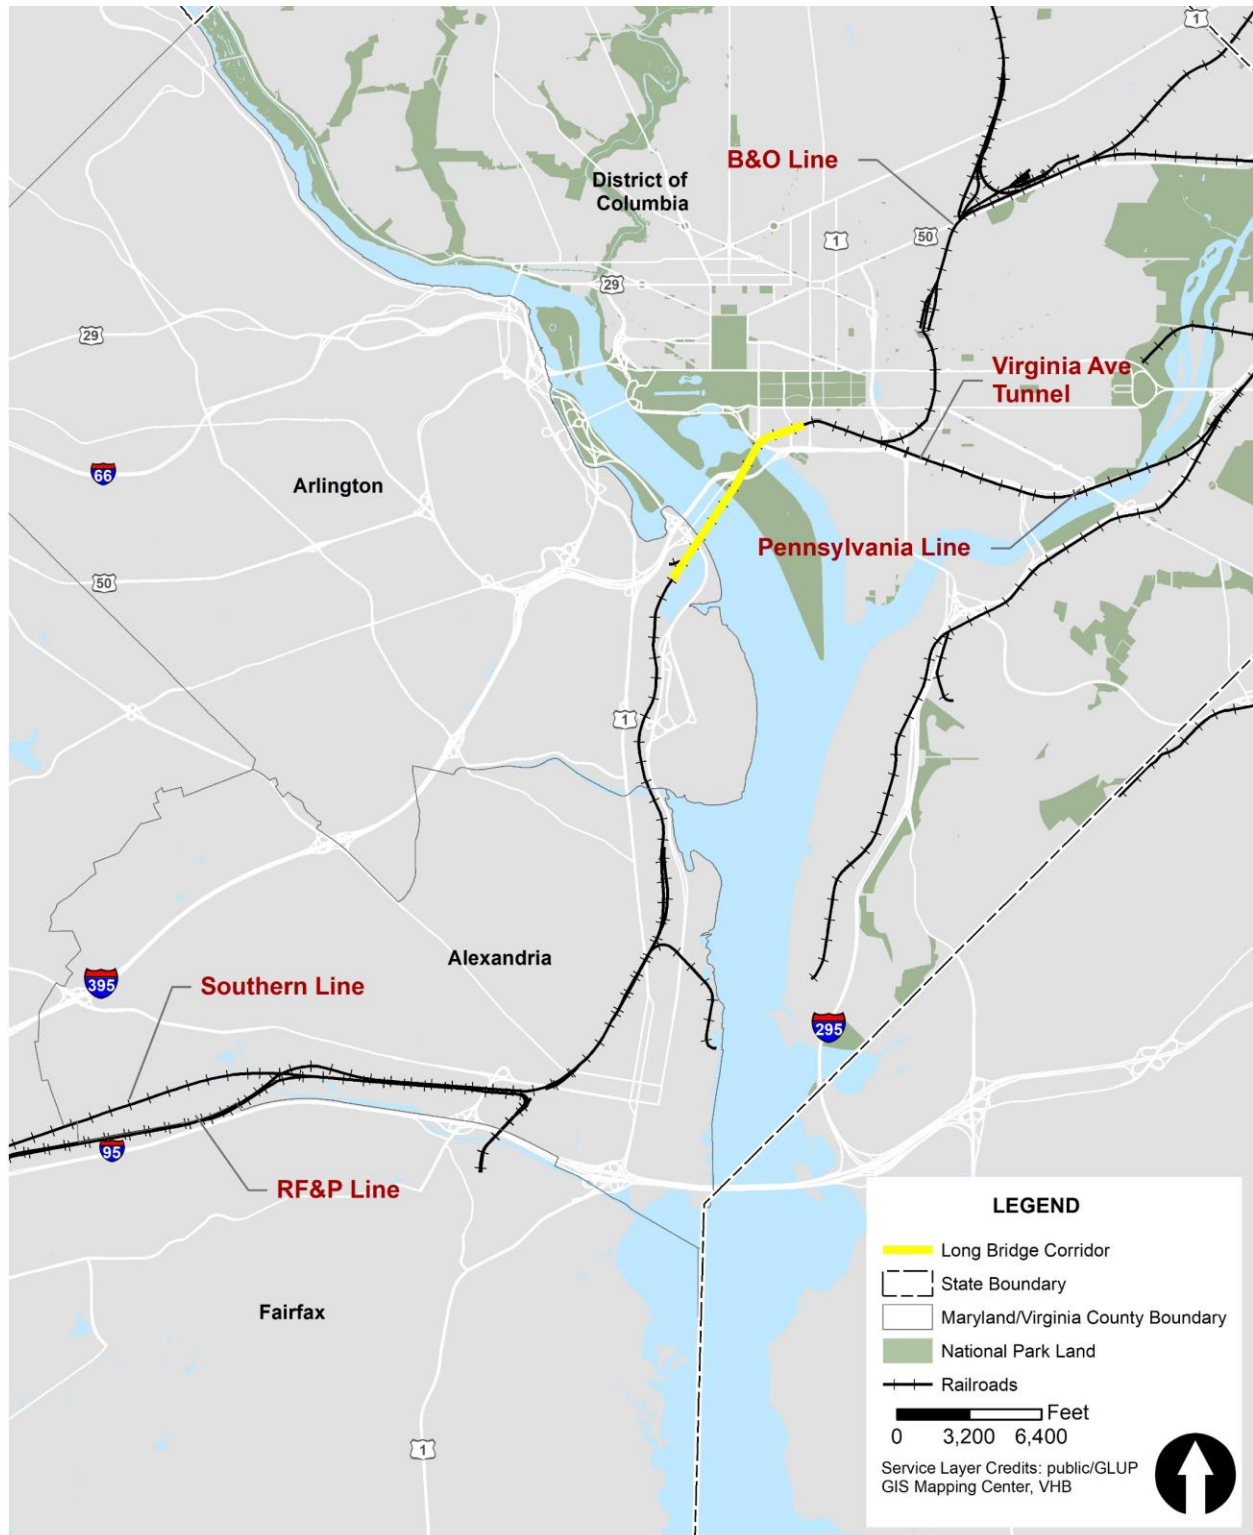 1
B&O Line
District of
Columbia
1
50
29
29
Virginia Ave
Tunnel
66
Arlington
Pennsylvania Line
50
1
Alexandria
395
Southern Line
295
95
RF&P Line
Fairfax
1
LEGEND
Long Bridge Corridor
State Boundary
Maryland/Virginia County Boundary
National Park Land
Railroads
Feet
0 3,200 6,400
Service Layer Credits: public/GLUP
GIS Mapping Center, VHB